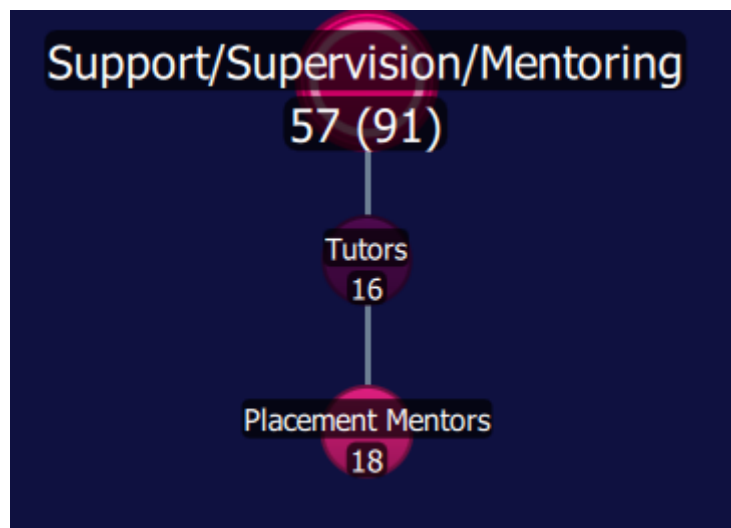 Support/Supervision/Mentoring
57 (91)
Tutors
16
Placement Mentors
18